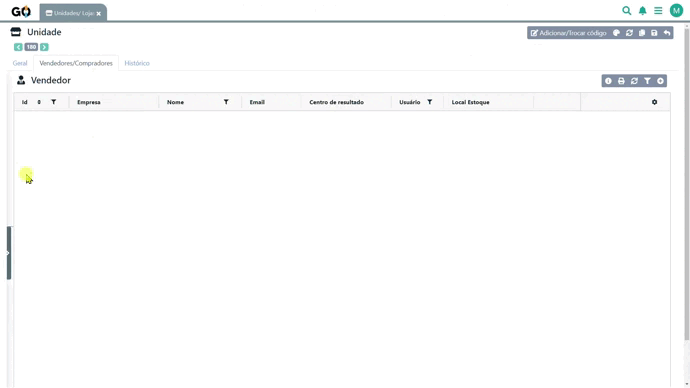 GO Unidades/ Lojas M
Unidade Adicionar/Trocar código
180
Geral Vendedores/Compradores Histórico
Vendedor
Id Empresa Nome Email Centro de resultado Usuário Local Estoque